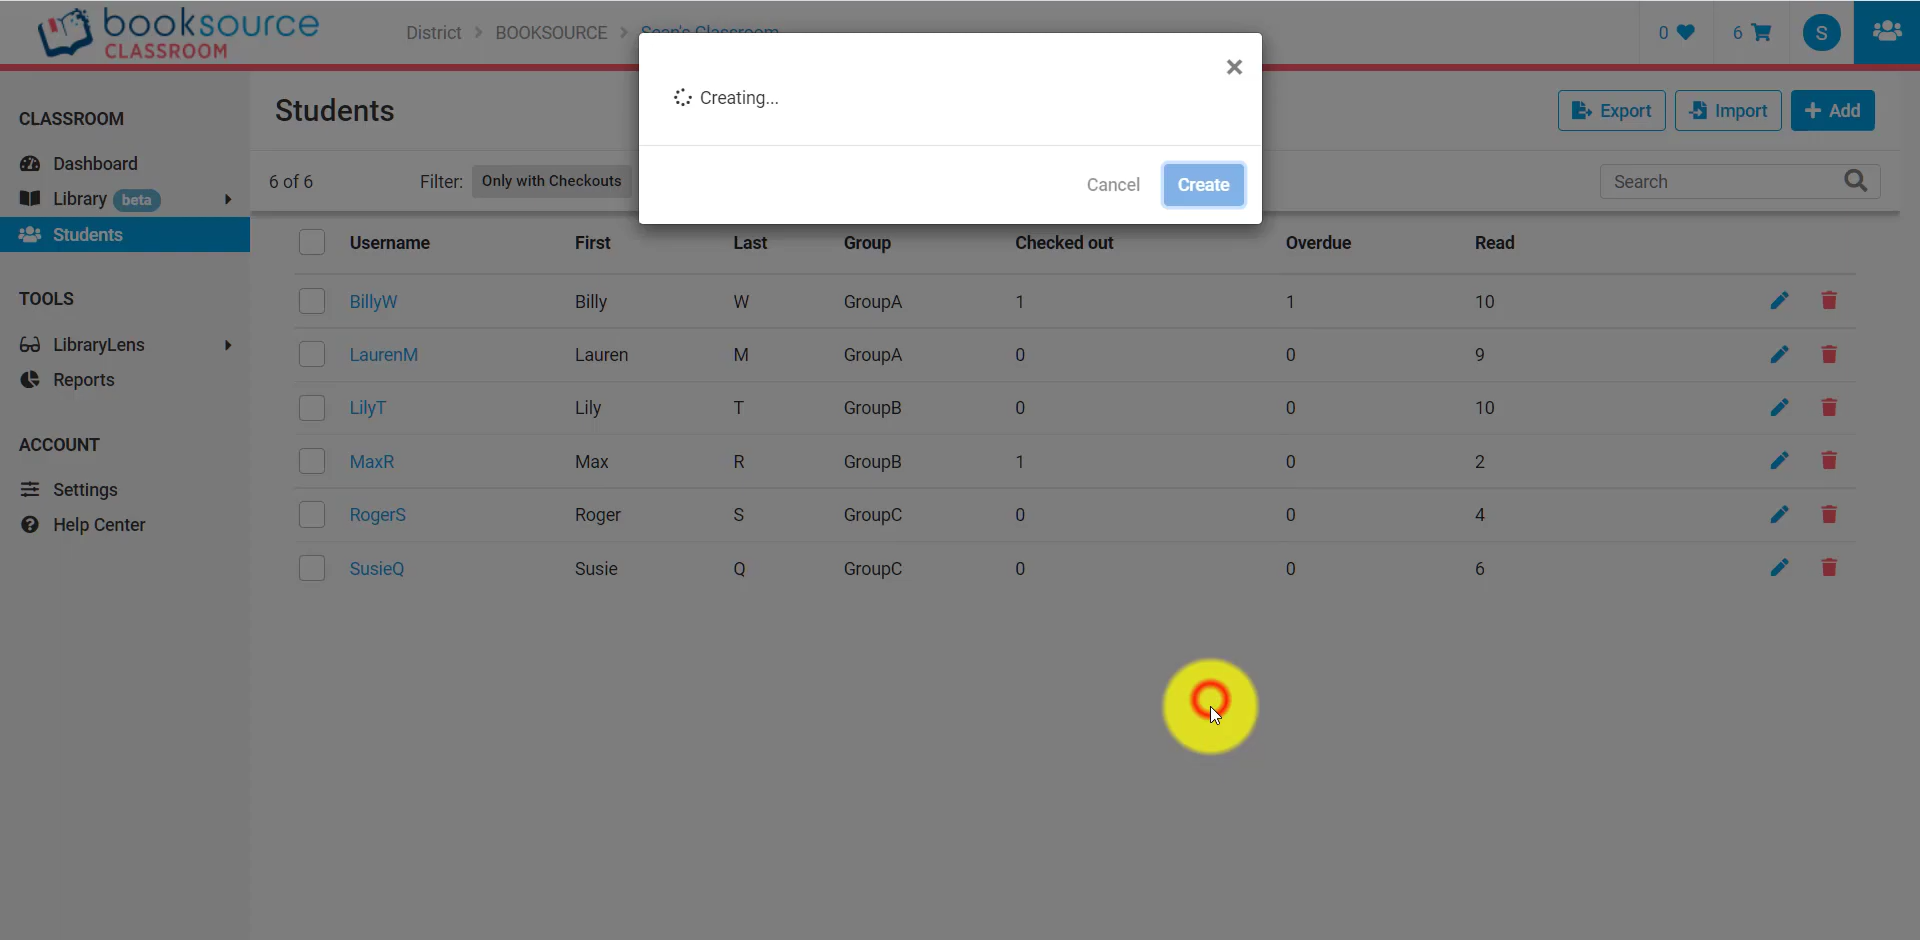 booksource
CLASSROOM
District > BOOKSOURCE > Sean's Classroom
0
6
S
Creating...
Cancel
Create
CLASSROOM
Dashboard
Library beta
Students
TOOLS
LibraryLens
Reports
ACCOUNT
Settings
Help Center
Students
Export
Import
Add
6 of 6
Filter: Only with Checkouts
Search
Username First Last Group Checked out Overdue Read
BillyW Billy W GroupA 1 1 10
LaurenM Lauren M GroupA 0 0 9
LilyT Lily T GroupB 0 0 10
MaxR Max R GroupB 1 0 2
RogerS Roger S GroupC 0 0 4
SusieQ Susie Q GroupC 0 0 6